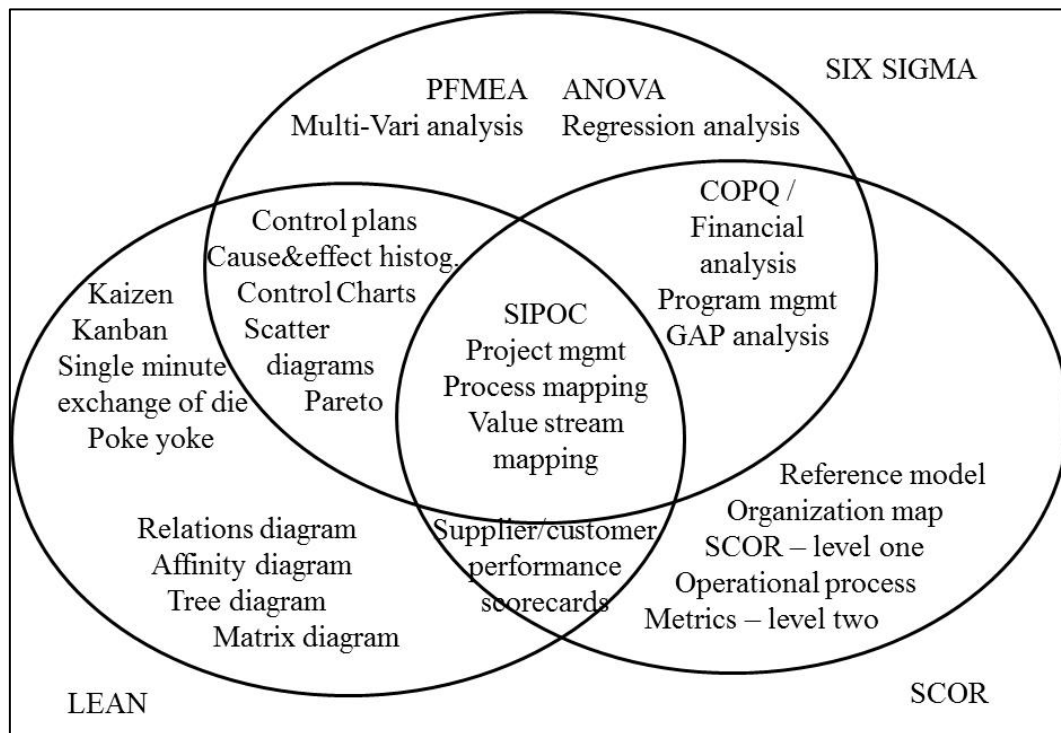 SIX SIGMA
PFMEA ANOVA
Multi-Vari analysis Regression analysis
Control plans
Cause&effect histog.
Control Charts
Scatter
diagrams
Pareto
COPQ /
Financial
analysis
Program mgmt
GAP analysis
Kaizen
Kanban
Single minute
exchange of die
Poke yoke
SIPOC
Project mgmt
Process mapping
Value stream
mapping
Relations diagram
Affinity diagram
Tree diagram
Matrix diagram
Supplier/customer
performance
scorecards
Reference model
Organization map
SCOR – level one
Operational process
Metrics – level two
LEAN
SCOR